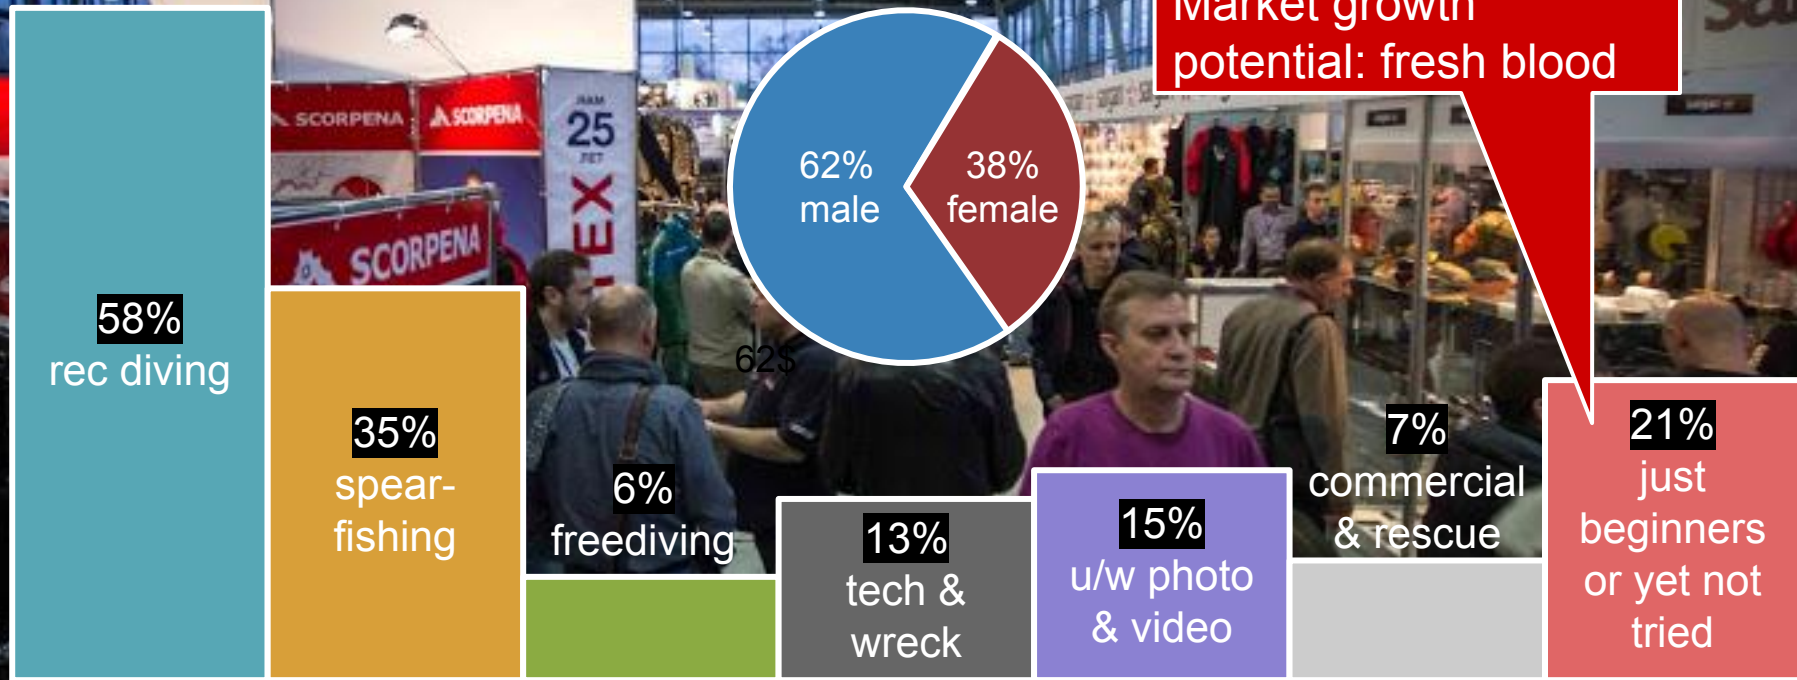 Market growth
potential: fresh blood
SCORPENA
SCORPENA
НАМ
25
ЛЕТ
SCORPENA
62%
male
38%
female
62$
58%
rec diving
35%
spear-
fishing
6%
freediving
13%
tech &
wreck
15%
u/w photo
& video
7%
commercial
& rescue
21%
just
beginners
or yet not
tried